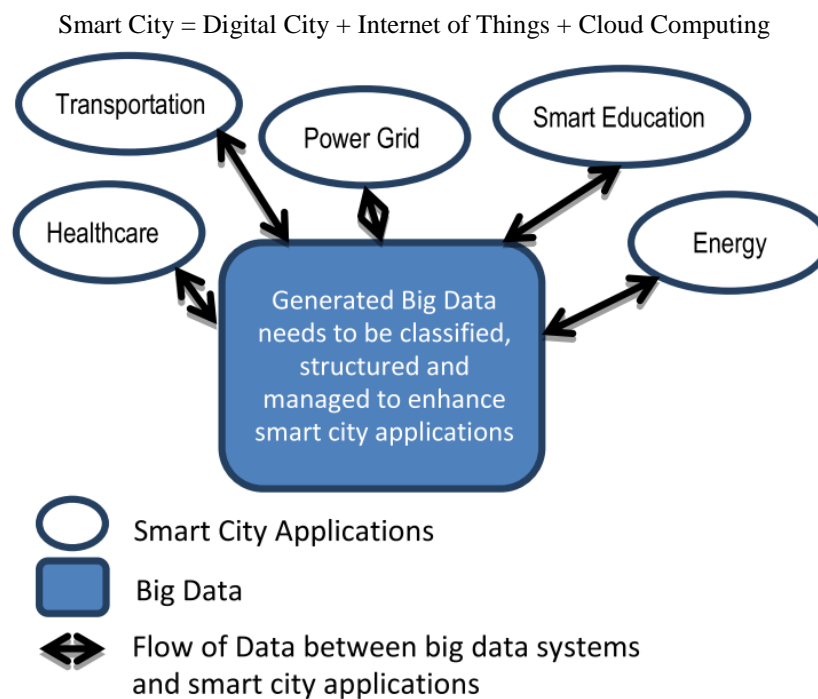 Smart City = Digital City + Internet of Things + Cloud Computing
Transportation
Power Grid
Smart Education
Healthcare
Energy
Generated Big Data
needs to be classified,
structured and
managed to enhance
smart city applications
Smart City Applications
Big Data
Flow of Data between big data systems
and smart city applications